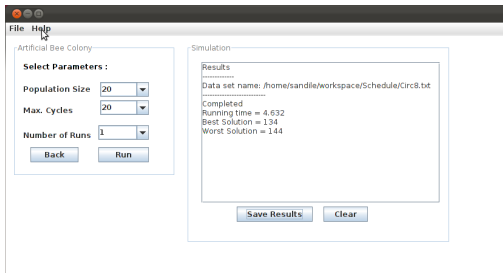 File Help
Artificial Bee Colony
Select Parameters :
Population Size 20
Max. Cycles 20
Number of Runs 1
Back Run
Simulation
Results
-------------
Data set name: /home/sandile/workspace/Schedule/Circ8.txt
--------------------------
Completed
Running time = 4.632
Best Solution = 134
Worst Solution = 144
Save Results Clear